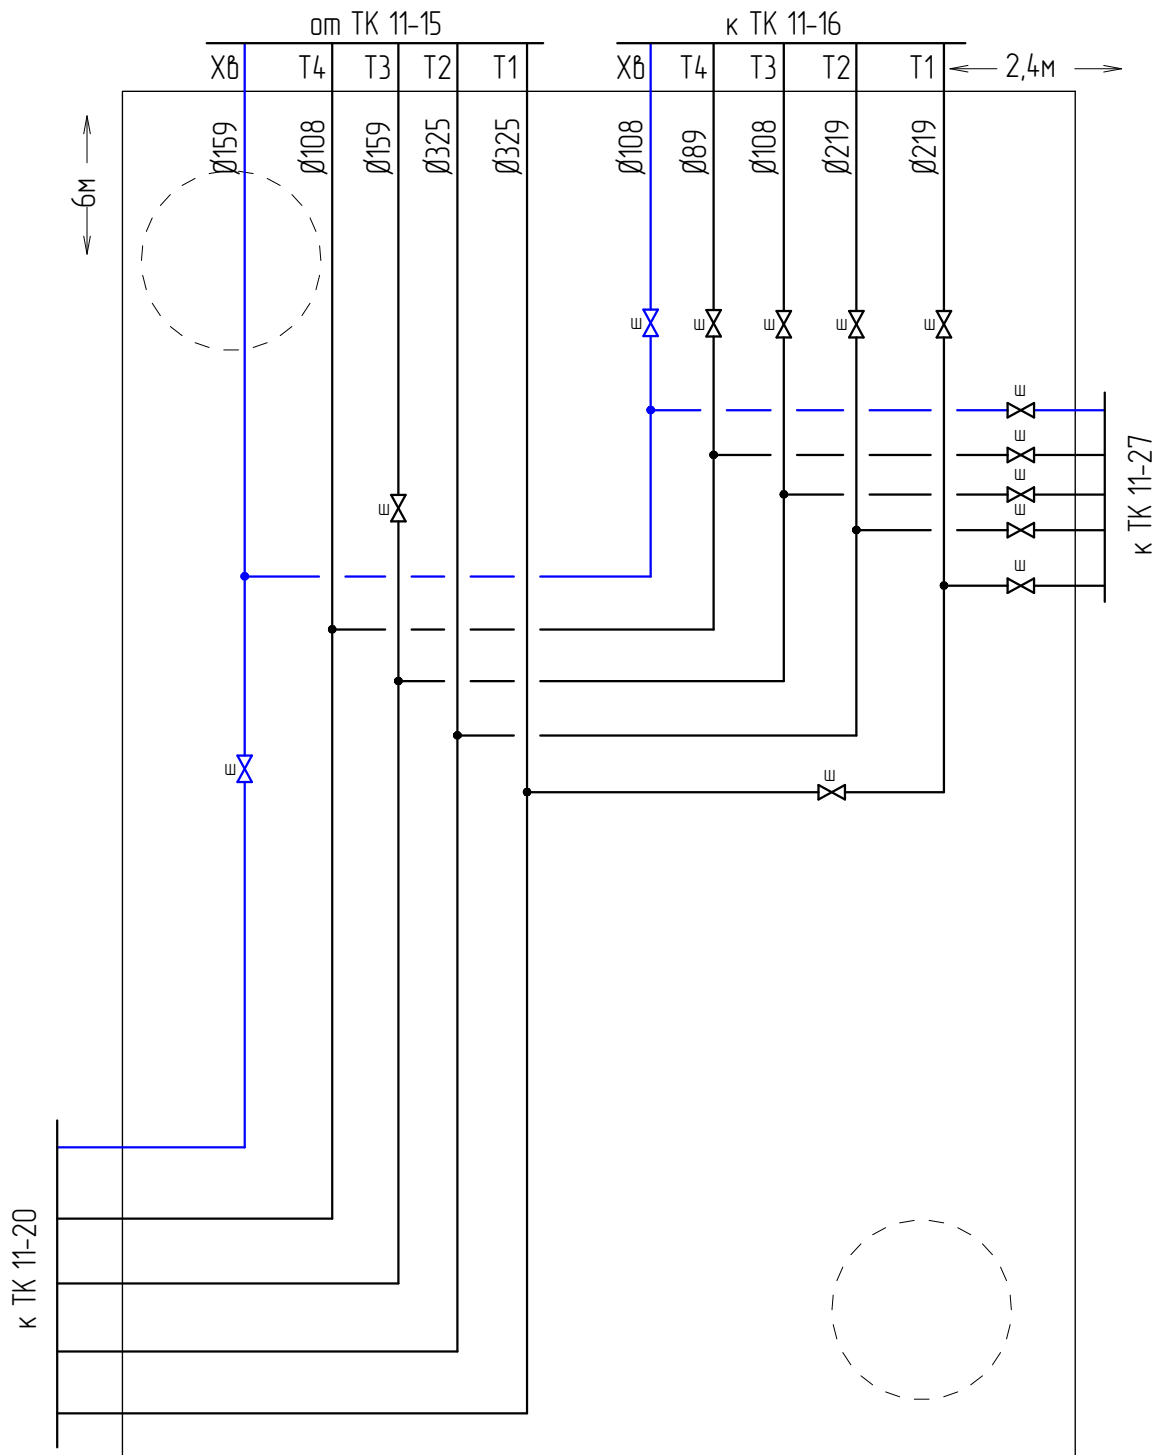 от ТК 11-15
к ТК 11-16
Хв Т4 Т3 Т2 Т1
Хв Т4 Т3 Т2 Т1
2,4м
6м
Ø159 Ø108 Ø159 Ø325 Ø325
Ø108 Ø89 Ø108 Ø219 Ø219
ш ш ш ш ш
ш
ш
ш
ш
ш
к ТК 11-27
ш
ш
ш
к ТК 11-20